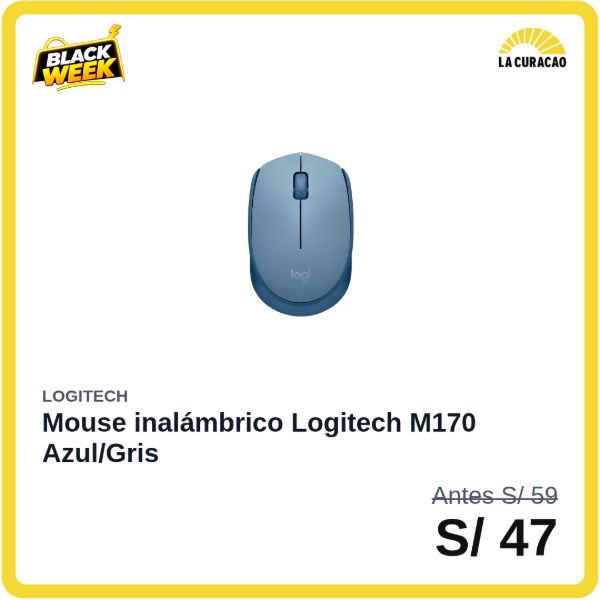 BLACK
WEEK
LA CURACAO
logi
LOGITECH
Mouse inalámbrico Logitech M170
Azul/Gris
Antes S/ 59
S/ 47